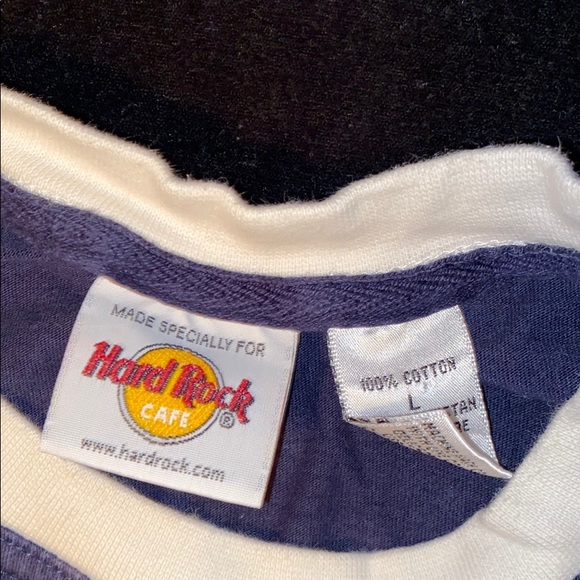 MADE SPECIALLY FOR
Hard Rock
CAFE ®
www.hardrock.com
100% COTTON
L